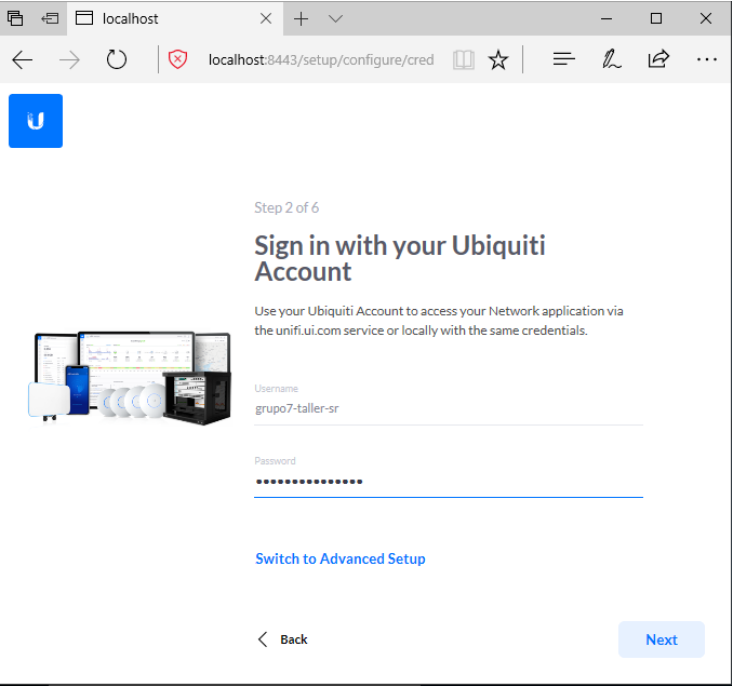 localhost
localhost:8443/setup/configure/cred
Step 2 of 6
Sign in with your Ubiquiti
Account
Use your Ubiquiti Account to access your Network application via
the unifi.ui.com service or locally with the same credentials.
Username
grupo7-taller-sr
Password
•••••••••••••••
Switch to Advanced Setup
Back
Next